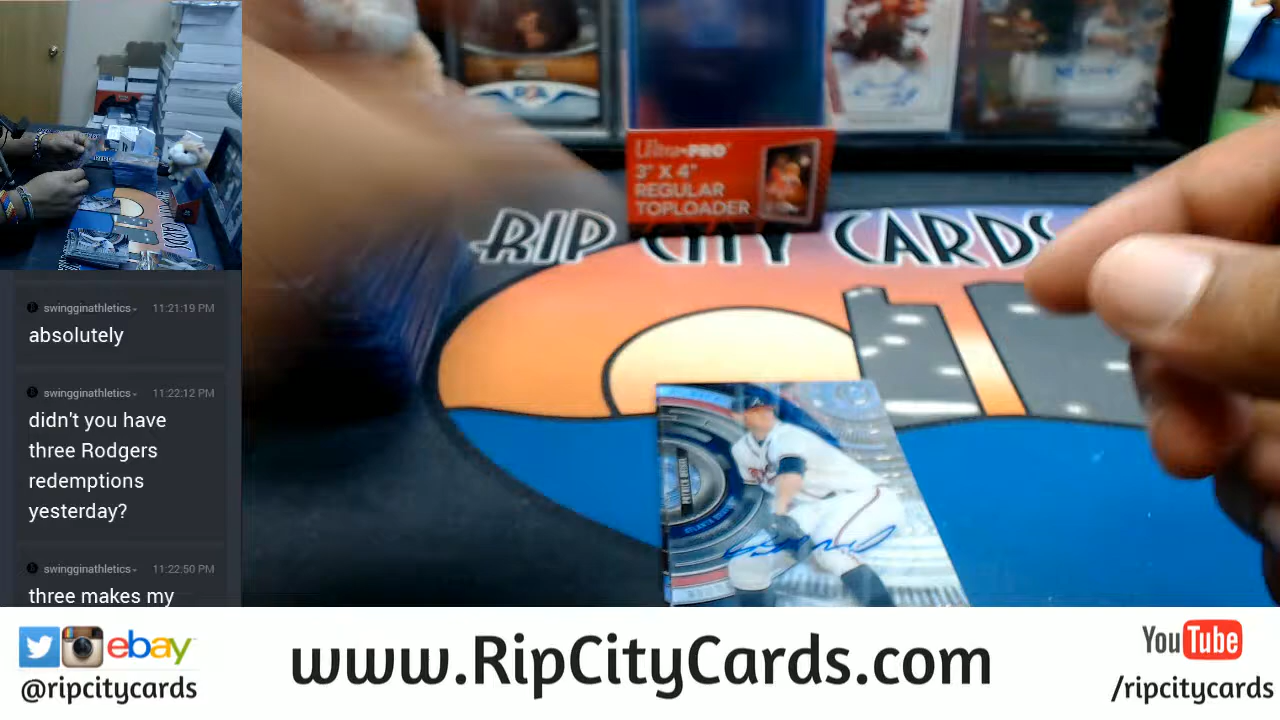 swingginathletics 11:21:19 PM
absolutely
swingginathletics 11:22:12 PM
didn't you have
three Rodgers
redemptions
yesterday?
swingginathletics 11:22:50 PM
three makes my
Ultra•PRO
3" X 4"
REGULAR
TOPLOADER
RIP CITY CARDS
ebay
@ripcitycards
www.RipCityCards.com
YouTube
/ripcitycards